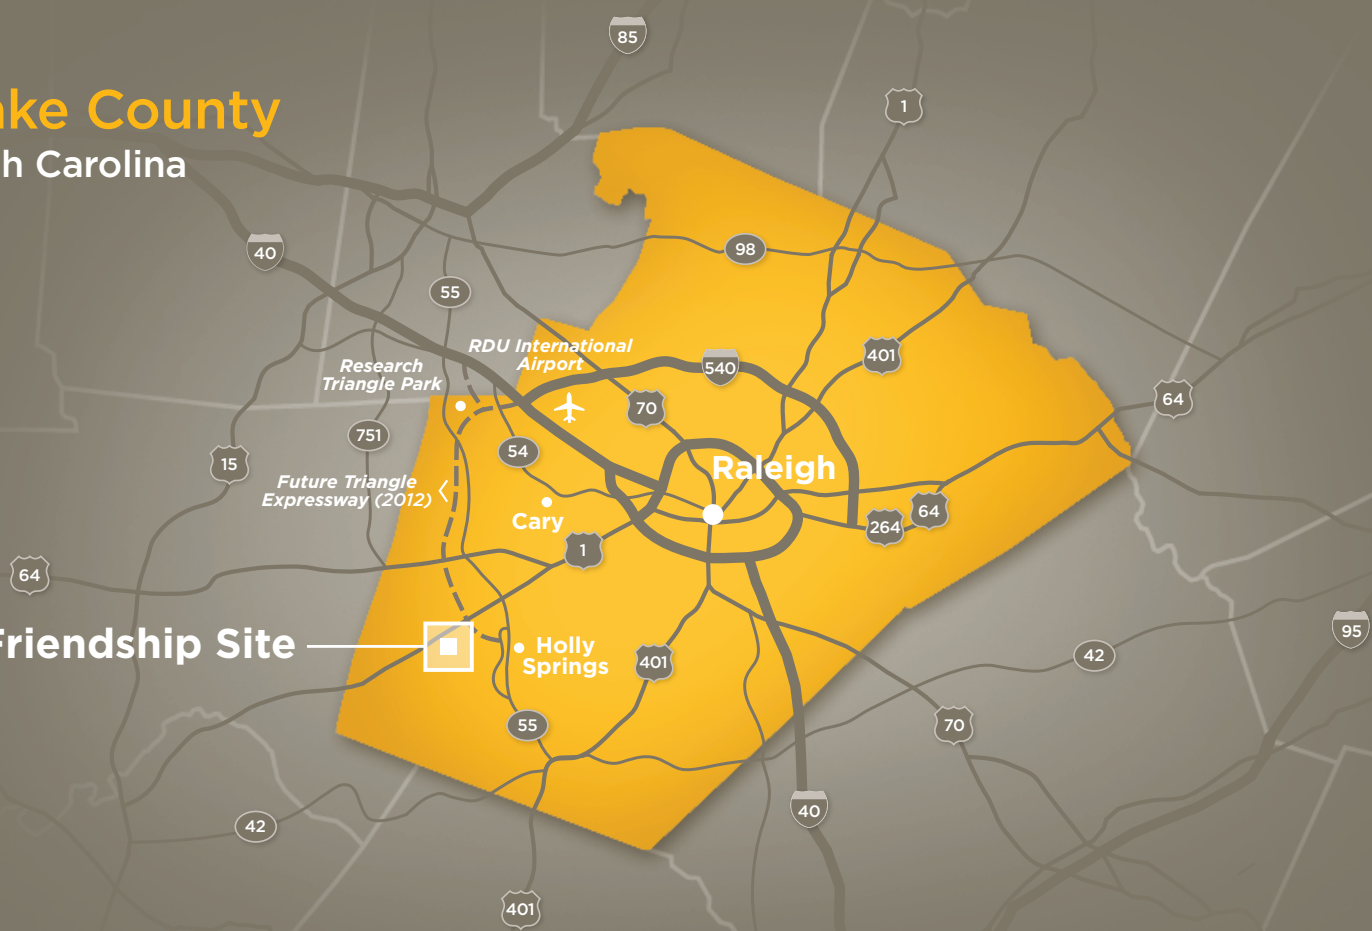 85
1
ake County
h Carolina
40
98
55
RDU International
Airport
401
Research
Triangle Park
540
64
70
751
54
15
Raleigh
Future Triangle
Expressway (2012)
Cary
64
264
1
64
95
Friendship Site
Holly
Springs
401
42
55
70
40
42
401